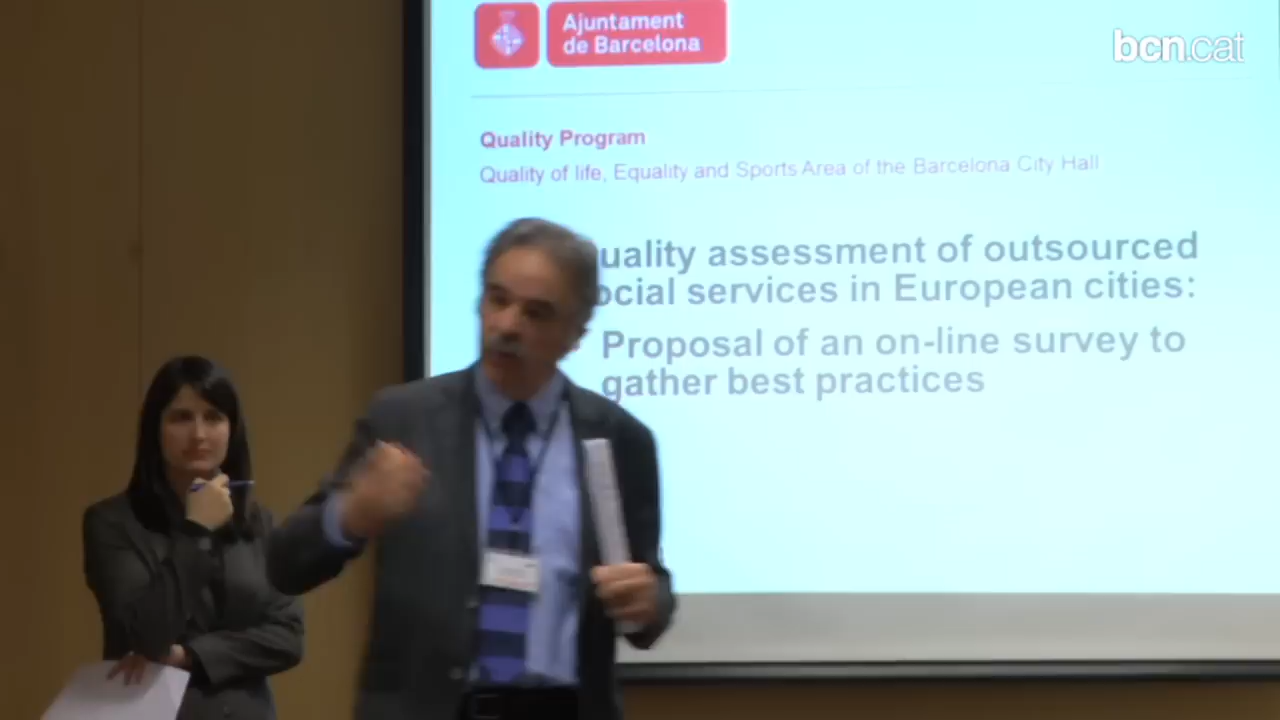 Ajuntament
de Barcelona
bcn.cat
Quality Program
Quality of life, Equality and Sports Area of the Barcelona City Hall
uality assessment of outsourced
ocial services in European cities:
Proposal of an on-line survey to
gather best practices